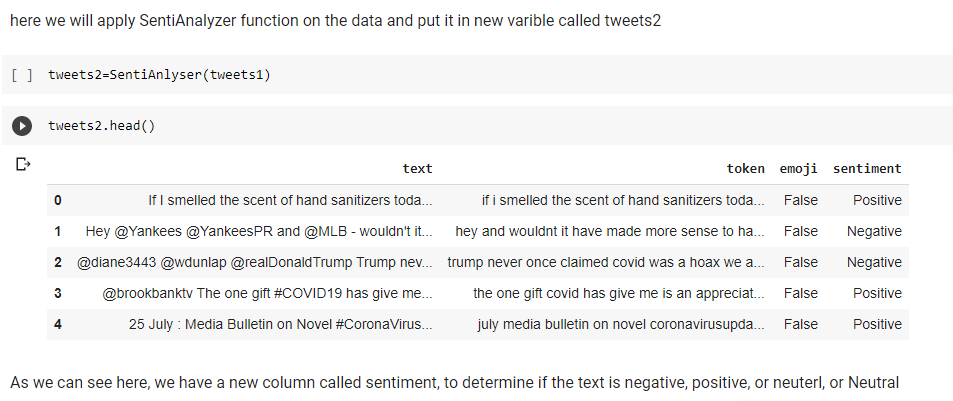 here we will apply SentiAnalyzer function on the data and put it in new varible called tweets2
[ ] tweets2=SentiAnlyser(tweets1)
tweets2.head()
text token emoji sentiment
0 If I smelled the scent of hand sanitizers toda... if i smelled the scent of hand sanitizers toda... False Positive
1 Hey @Yankees @YankeesPR and @MLB - wouldn't it... hey and wouldnt it have made more sense to ha... False Negative
2 @diane3443 @wdunlap @realDonaldTrump Trump nev... trump never once claimed covid was a hoax we a... False Negative
3 @brookbanktv The one gift #COVID19 has give me... the one gift covid has give me is an appreciat... False Positive
4 25 July : Media Bulletin on Novel #CoronaVirus... july media bulletin on novel coronavirusupda... False Positive
As we can see here, we have a new column called sentiment, to determine if the text is negative, positive, or neuterl, or Neutral